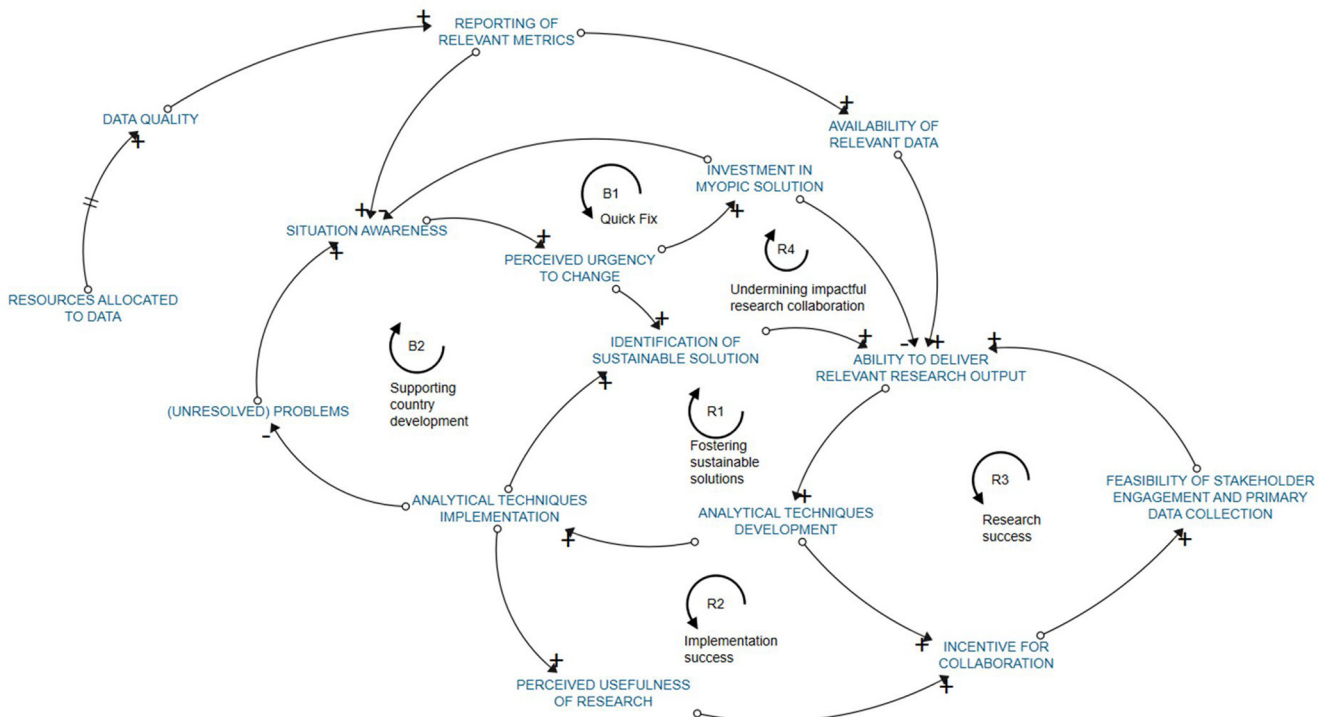 REPORTING OF
RELEVANT METRICS
+
DATA QUALITY
+
+
AVAILABILITY OF
RELEVANT DATA
INVESTMENT IN
MYOPIC SOLUTION
+
B1
Quick Fix
+
-
SITUATION AWARENESS
+
+
PERCEIVED URGENCY
TO CHANGE
R4
Undermining impactful
research collaboration
RESOURCES ALLOCATED
TO DATA
+
IDENTIFICATION OF
SUSTAINABLE SOLUTION
+
+
-
+
+
ABILITY TO DELIVER
RELEVANT RESEARCH OUTPUT
B2
Supporting
country
development
(UNRESOLVED) PROBLEMS
-
R1
Fostering
sustainable
solutions
R3
Research
success
FEASIBILITY OF STAKEHOLDER
ENGAGEMENT AND PRIMARY
DATA COLLECTION
+
ANALYTICAL TECHNIQUES
IMPLEMENTATION
+
+
ANALYTICAL TECHNIQUES
DEVELOPMENT
R2
Implementation
success
+
INCENTIVE FOR
COLLABORATION
+
+
PERCEIVED USEFULNESS
OF RESEARCH